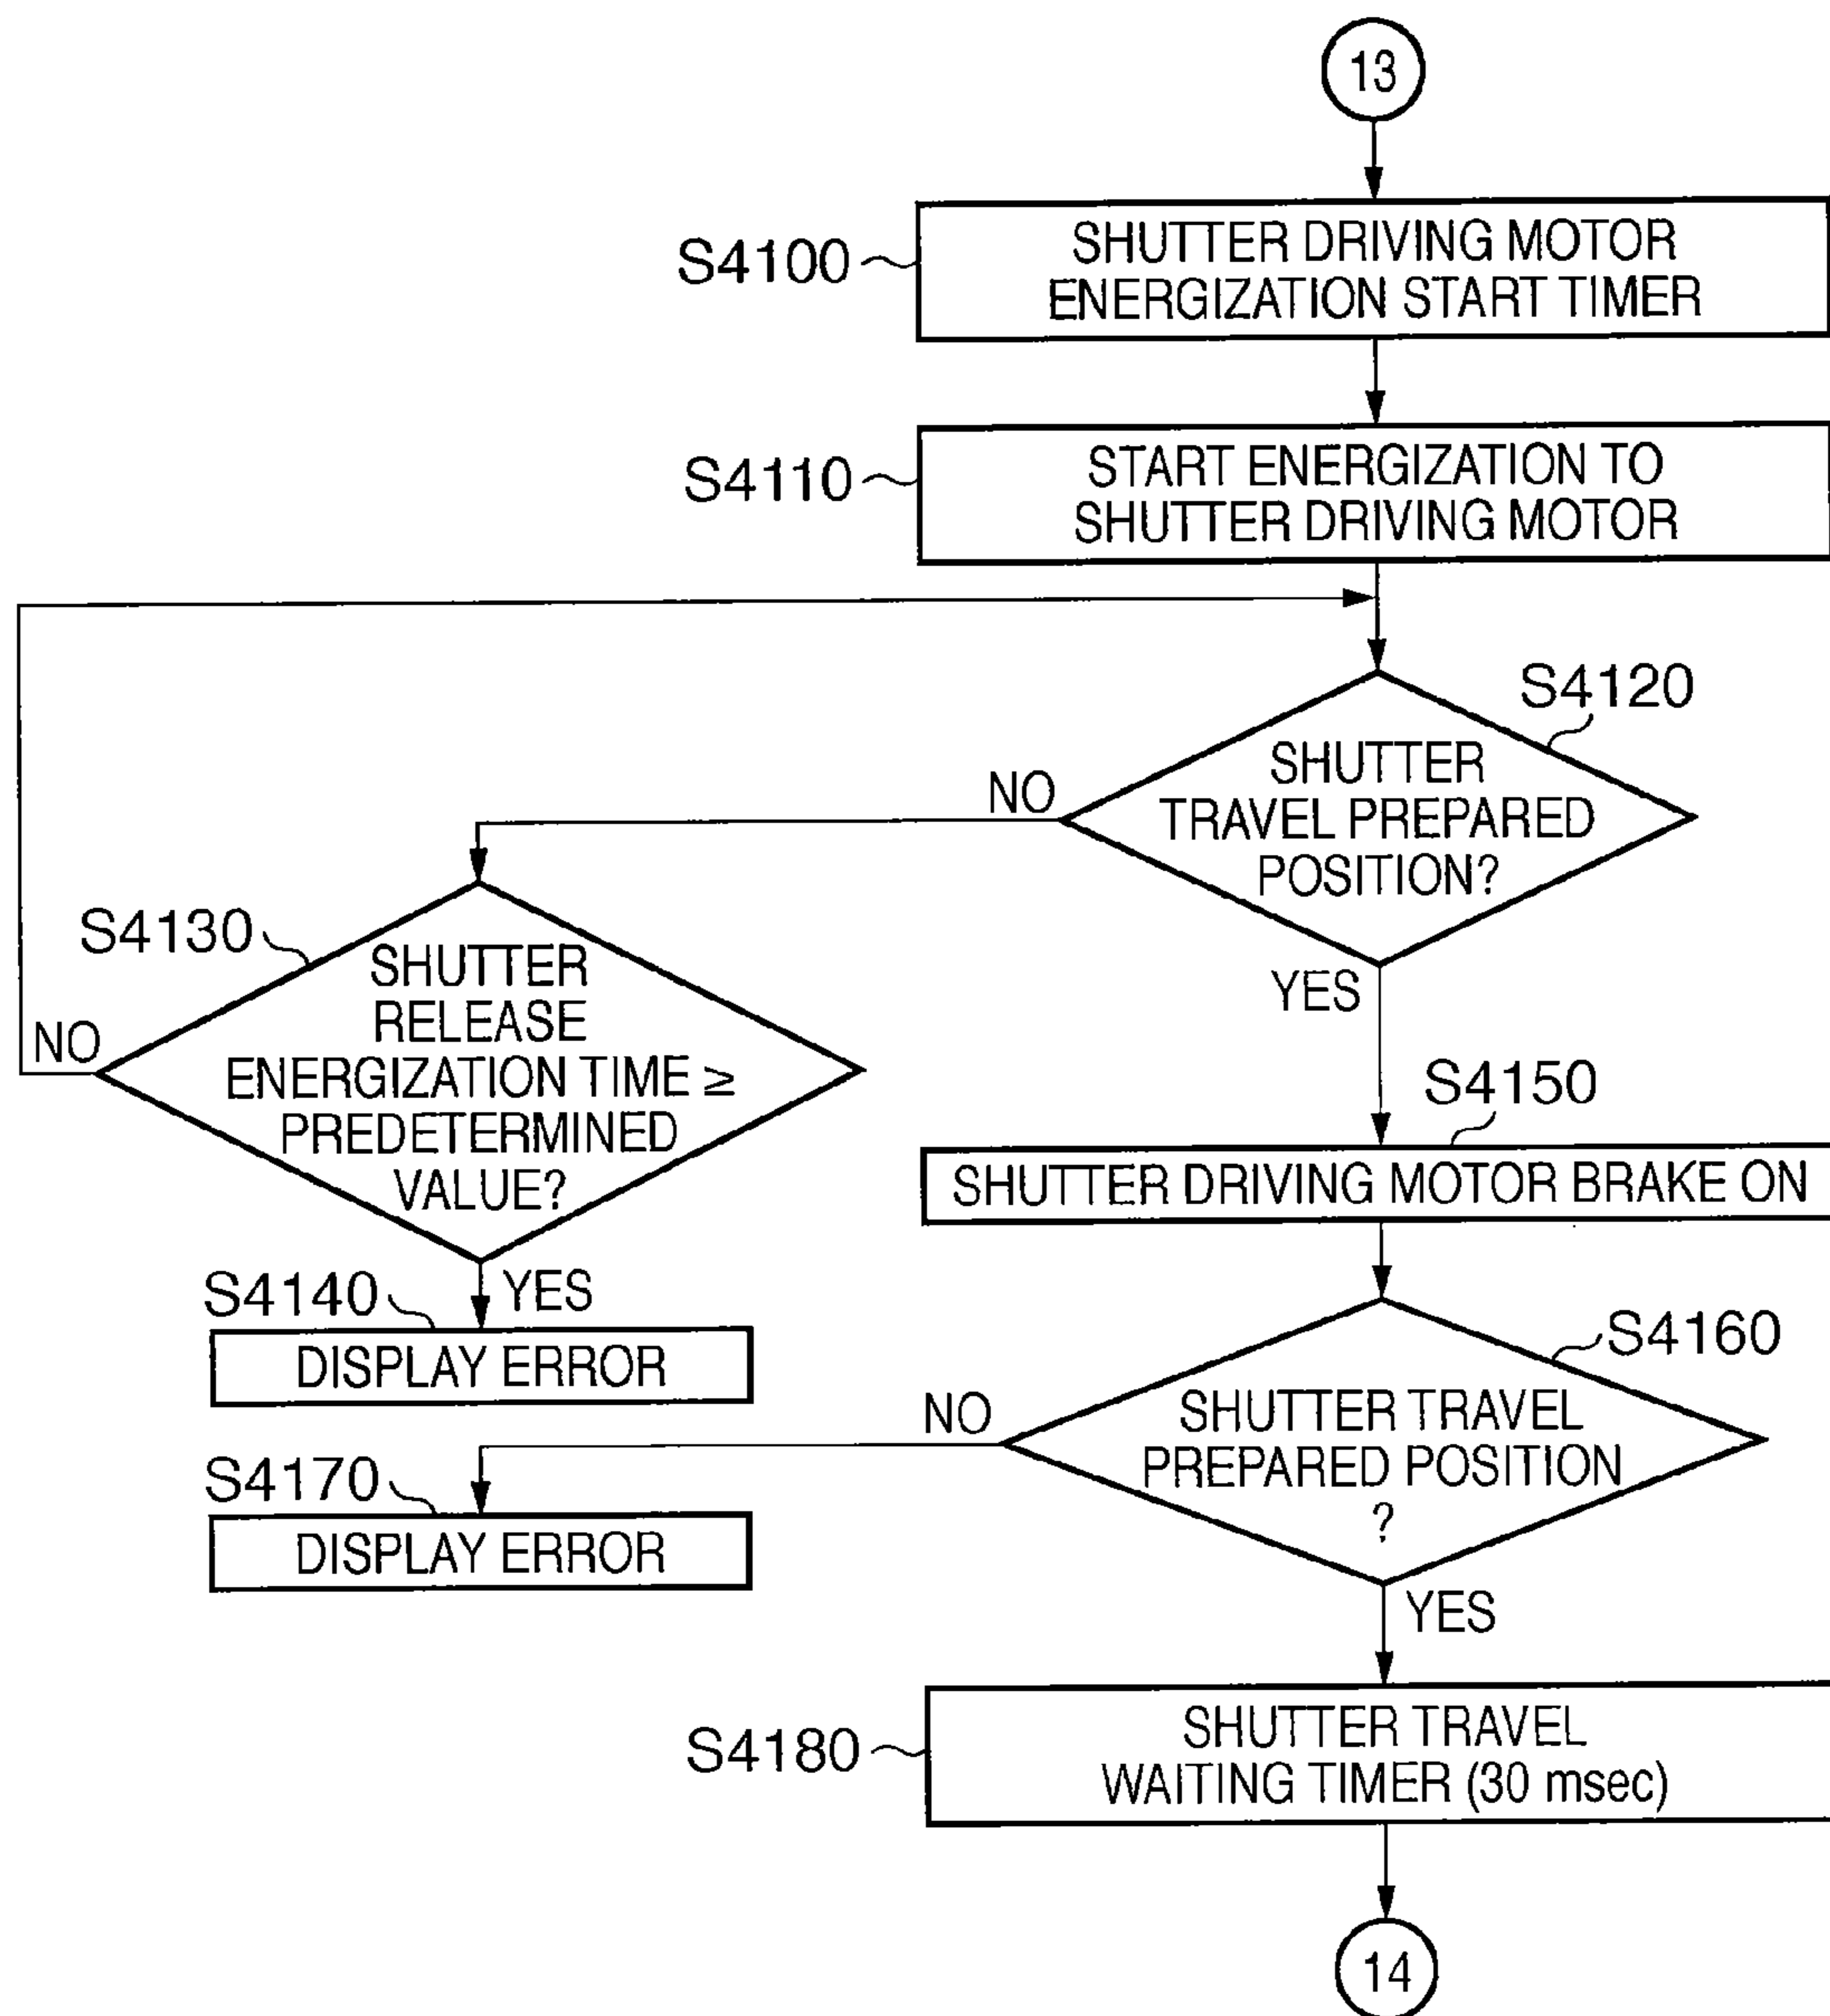 13
S4100
SHUTTER DRIVING MOTOR
ENERGIZATION START TIMER
S4110
START ENERGIZATION TO
SHUTTER DRIVING MOTOR
S4120
SHUTTER
TRAVEL PREPARED
POSITION?
NO
YES
S4130
SHUTTER
RELEASE
ENERGIZATION TIME ≥
PREDETERMINED
VALUE?
NO
YES
S4140
DISPLAY ERROR
S4150
SHUTTER DRIVING MOTOR BRAKE ON
S4160
SHUTTER TRAVEL
PREPARED POSITION
?
NO
YES
S4170
DISPLAY ERROR
S4180
SHUTTER TRAVEL
WAITING TIMER (30 msec)
14